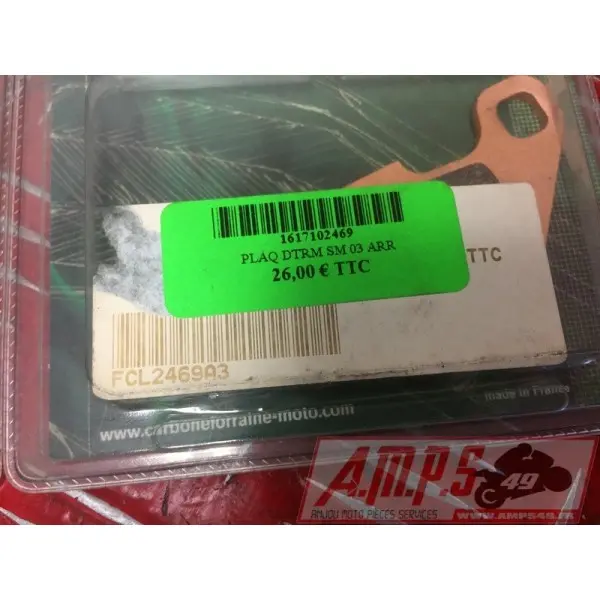 1617102469
PLAQ DTRM SM 03 ARR
26,00 € TTC
TTC
FCL2469A3
www.carbonelorraine-moto.com
made in France
A.M.P.S
49
ANJOU MOTO PIECES SERVICES
WWW.AMPS49.FR